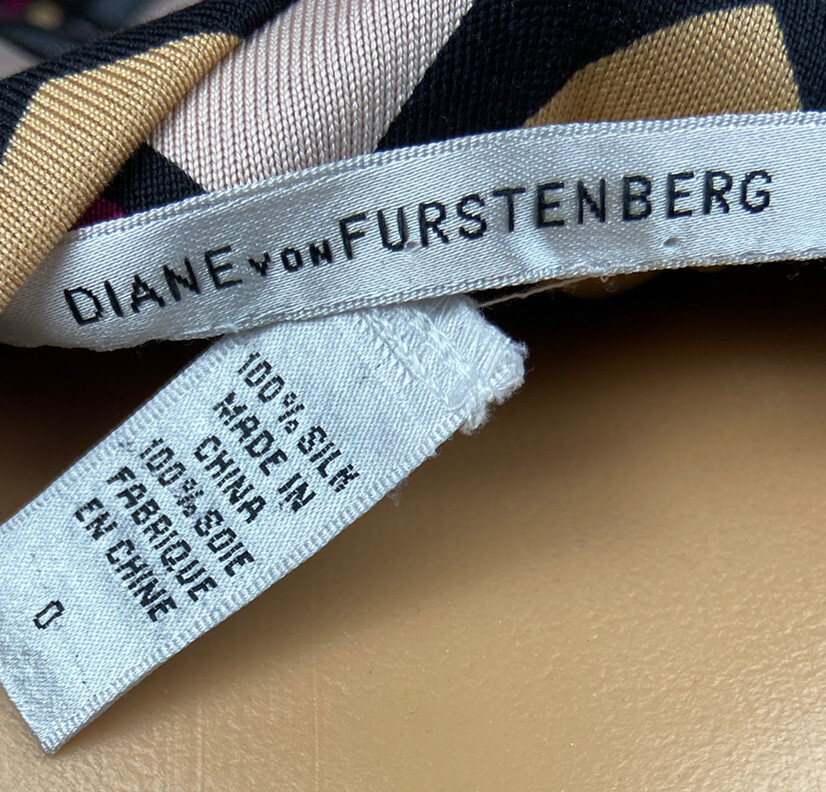 DIANE VON FURSTENBERG
100% SILK
MADE IN
CHINA
100% SOIE
FABRIQUE
EN CHINE
0